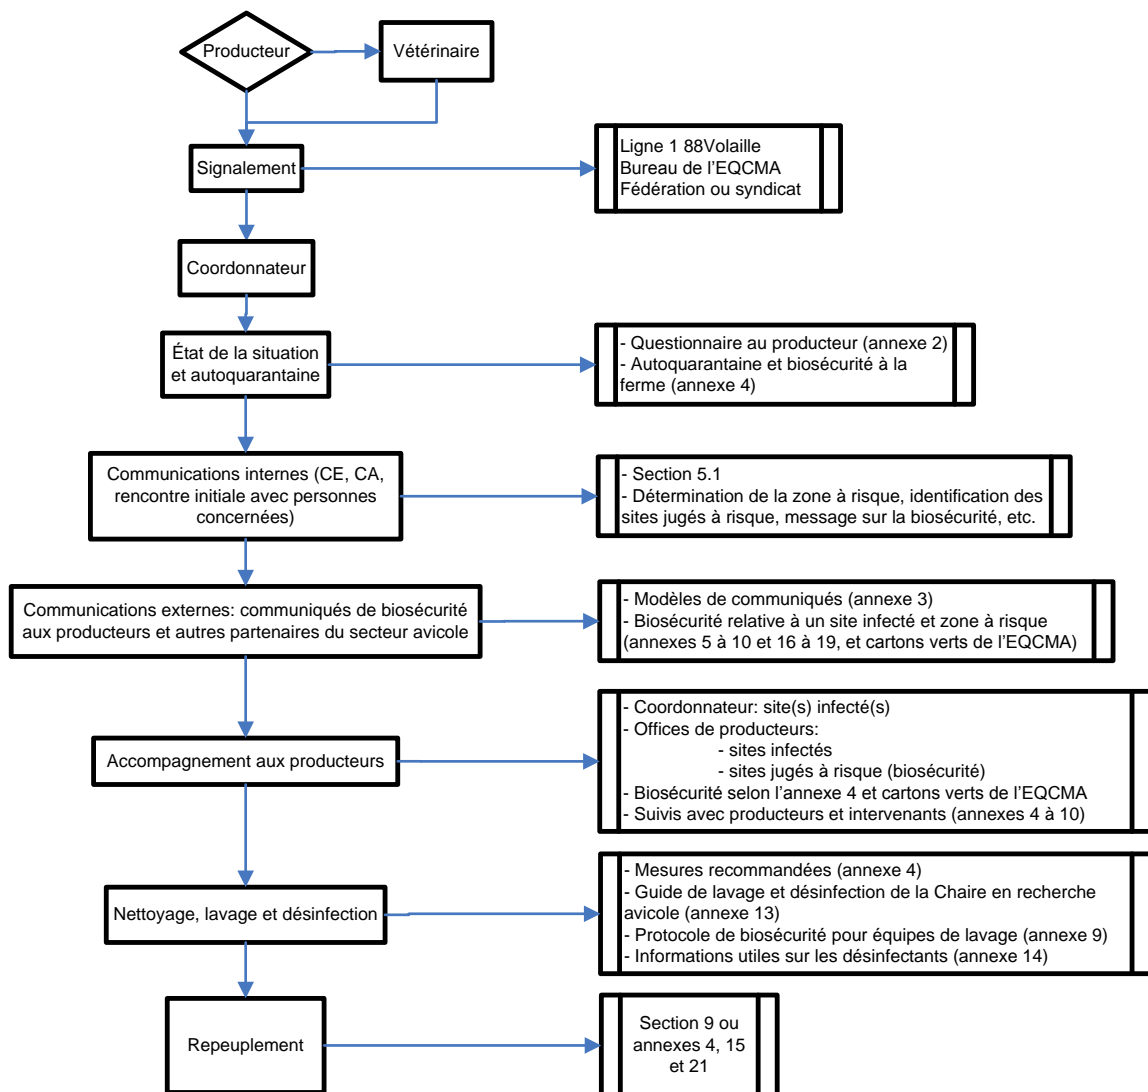 Producteur
Vétérinaire
Signalement
Ligne 1 88Volaille
Bureau de l'EQCMA
Fédération ou syndicat
Coordonnateur
État de la situation
et autoquarantaine
- Questionnaire au producteur (annexe 2)
- Autoquarantaine et biosécurité à la
ferme (annexe 4)
Communications internes (CE, CA,
rencontre initiale avec personnes
concernées)
- Section 5.1
- Détermination de la zone à risque, identification des
sites jugés à risque, message sur la biosécurité, etc.
Communications externes: communiqués de biosécurité
aux producteurs et autres partenaires du secteur avicole
- Modèles de communiqués (annexe 3)
- Biosécurité relative à un site infecté et zone à risque
(annexes 5 à 10 et 16 à 19, et cartons verts de l'EQCMA)
Accompagnement aux producteurs
- Coordonnateur: site(s) infecté(s)
- Offices de producteurs:
- sites infectés
- sites jugés à risque (biosécurité)
- Biosécurité selon l'annexe 4 et cartons verts de l'EQCMA
- Suivis avec producteurs et intervenants (annexes 4 à 10)
Nettoyage, lavage et désinfection
- Mesures recommandées (annexe 4)
- Guide de lavage et désinfection de la Chaire en recherche
avicole (annexe 13)
- Protocole de biosécurité pour équipes de lavage (annexe 9)
- Informations utiles sur les désinfectants (annexe 14)
Repeuplement
Section 9 ou
annexes 4, 15
et 21